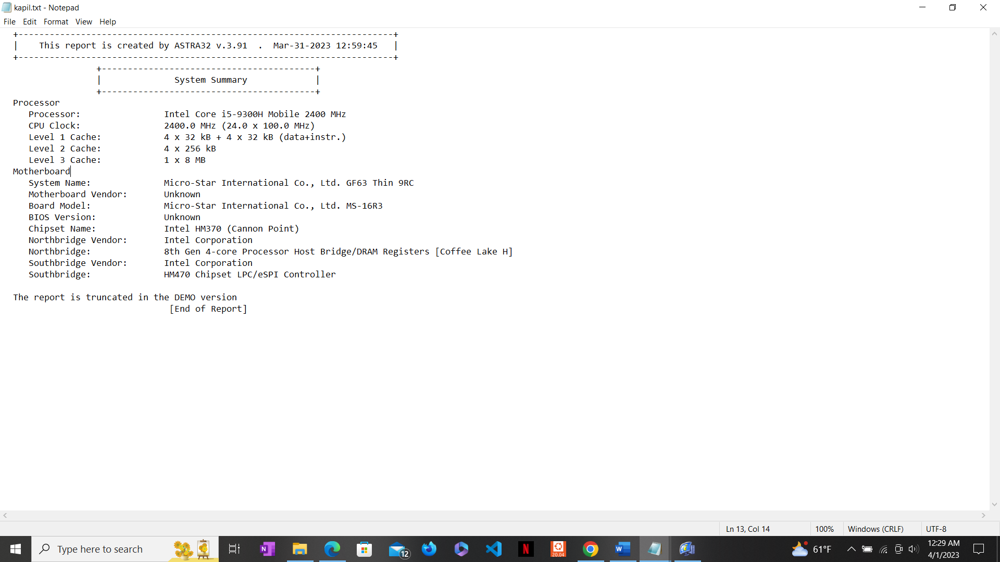 kapil.txt - Notepad
File Edit Format View Help
+------------------------------------------------------------------------+
|    This report is created by ASTRA32 v.3.91  .  Mar-31-2023 12:59:45   |
+------------------------------------------------------------------------+
+-----------------------------------------+
|              System Summary             |
+-----------------------------------------+
Processor
Processor: Intel Core i5-9300H Mobile 2400 MHz
CPU Clock: 2400.0 MHz (24.0 x 100.0 MHz)
Level 1 Cache: 4 x 32 kB + 4 x 32 kB (data+instr.)
Level 2 Cache: 4 x 256 kB
Level 3 Cache: 1 x 8 MB
Motherboard
System Name: Micro-Star International Co., Ltd. GF63 Thin 9RC
Motherboard Vendor: Unknown
Board Model: Micro-Star International Co., Ltd. MS-16R3
BIOS Version: Unknown
Chipset Name: Intel HM370 (Cannon Point)
Northbridge Vendor: Intel Corporation
Northbridge: 8th Gen 4-core Processor Host Bridge/DRAM Registers [Coffee Lake H]
Southbridge Vendor: Intel Corporation
Southbridge: HM470 Chipset LPC/eSPI Controller
The report is truncated in the DEMO version
[End of Report]
Ln 13, Col 14 100% Windows (CRLF) UTF-8
Type here to search N 12 N 20.04 W 61°F 12:29 AM
4/1/2023